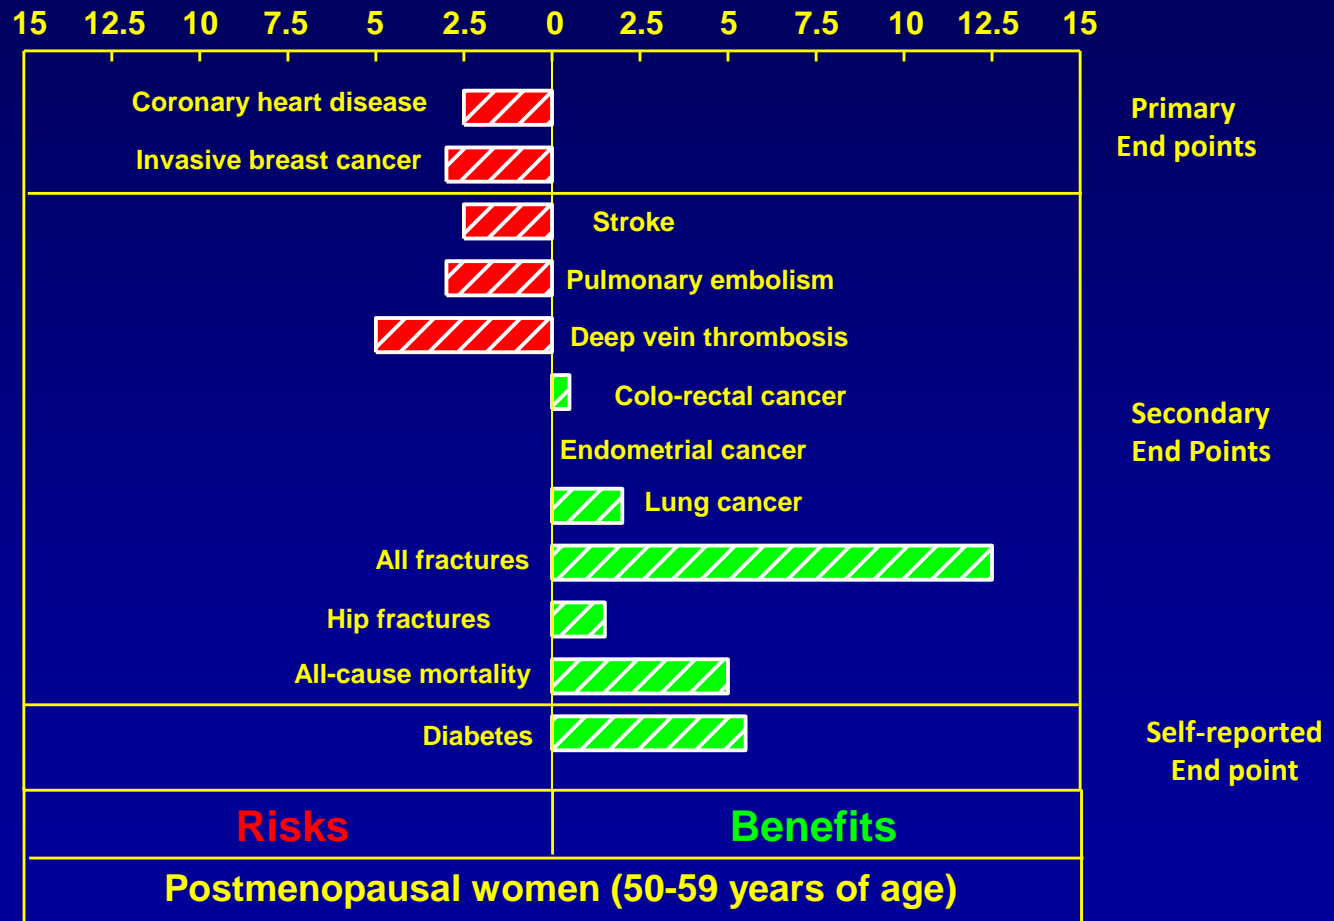 15 12.5 10 7.5 5 2.5 0 2.5 5 7.5 10 12.5 15
Coronary heart disease
Invasive breast cancer
Primary
End points
Stroke
Pulmonary embolism
Deep vein thrombosis
Colo-rectal cancer
Endometrial cancer
Lung cancer
All fractures
Hip fractures
All-cause mortality
Secondary
End Points
Diabetes
Self-reported
End point
Risks Benefits
Postmenopausal women (50-59 years of age)